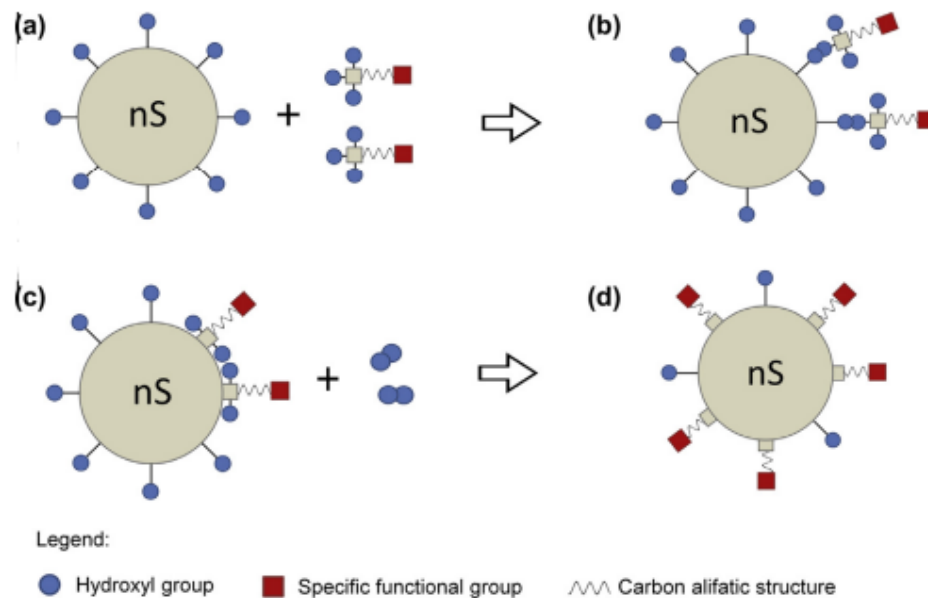 (a)
nS
+
(b)
nS
(c)
nS
+
(d)
nS
Legend:
Hydroxyl group
Specific functional group
Carbon alifatic structure